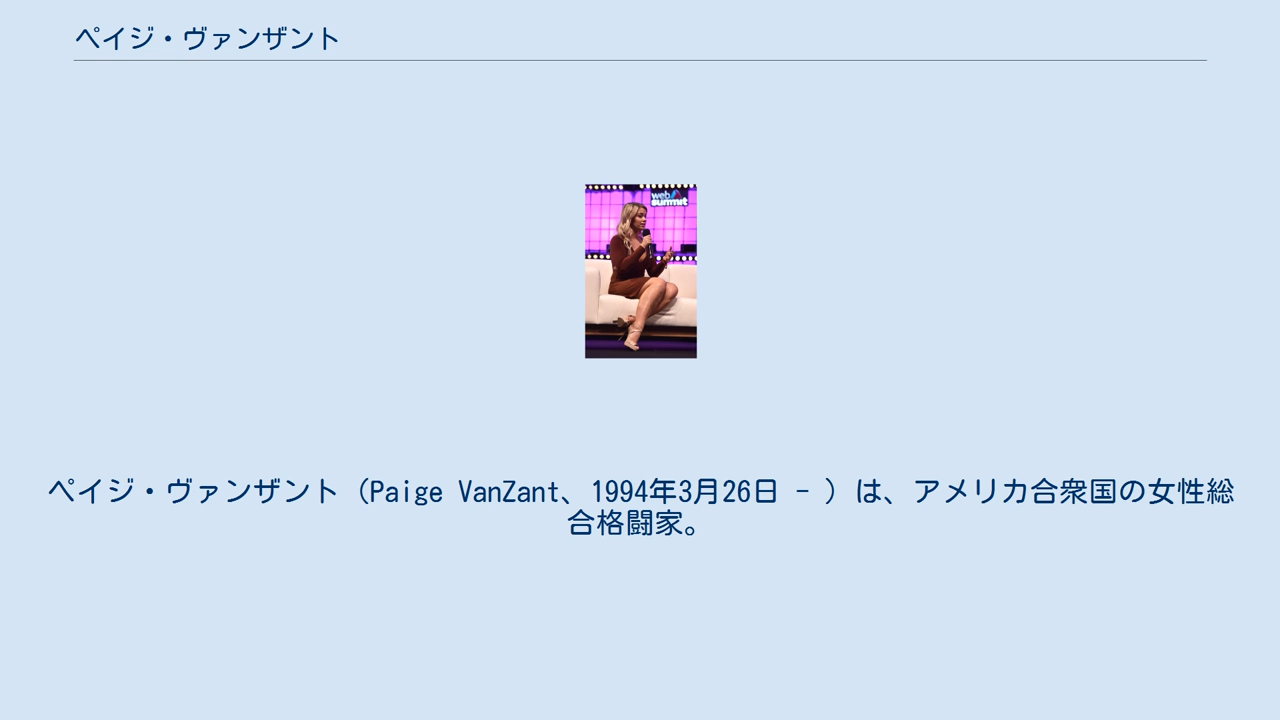 ペイジ・ヴァンザント
web
summit
ペイジ・ヴァンザント（Paige VanZant、1994年3月26日 - ）は、アメリカ合衆国の女性総
合格闘家。